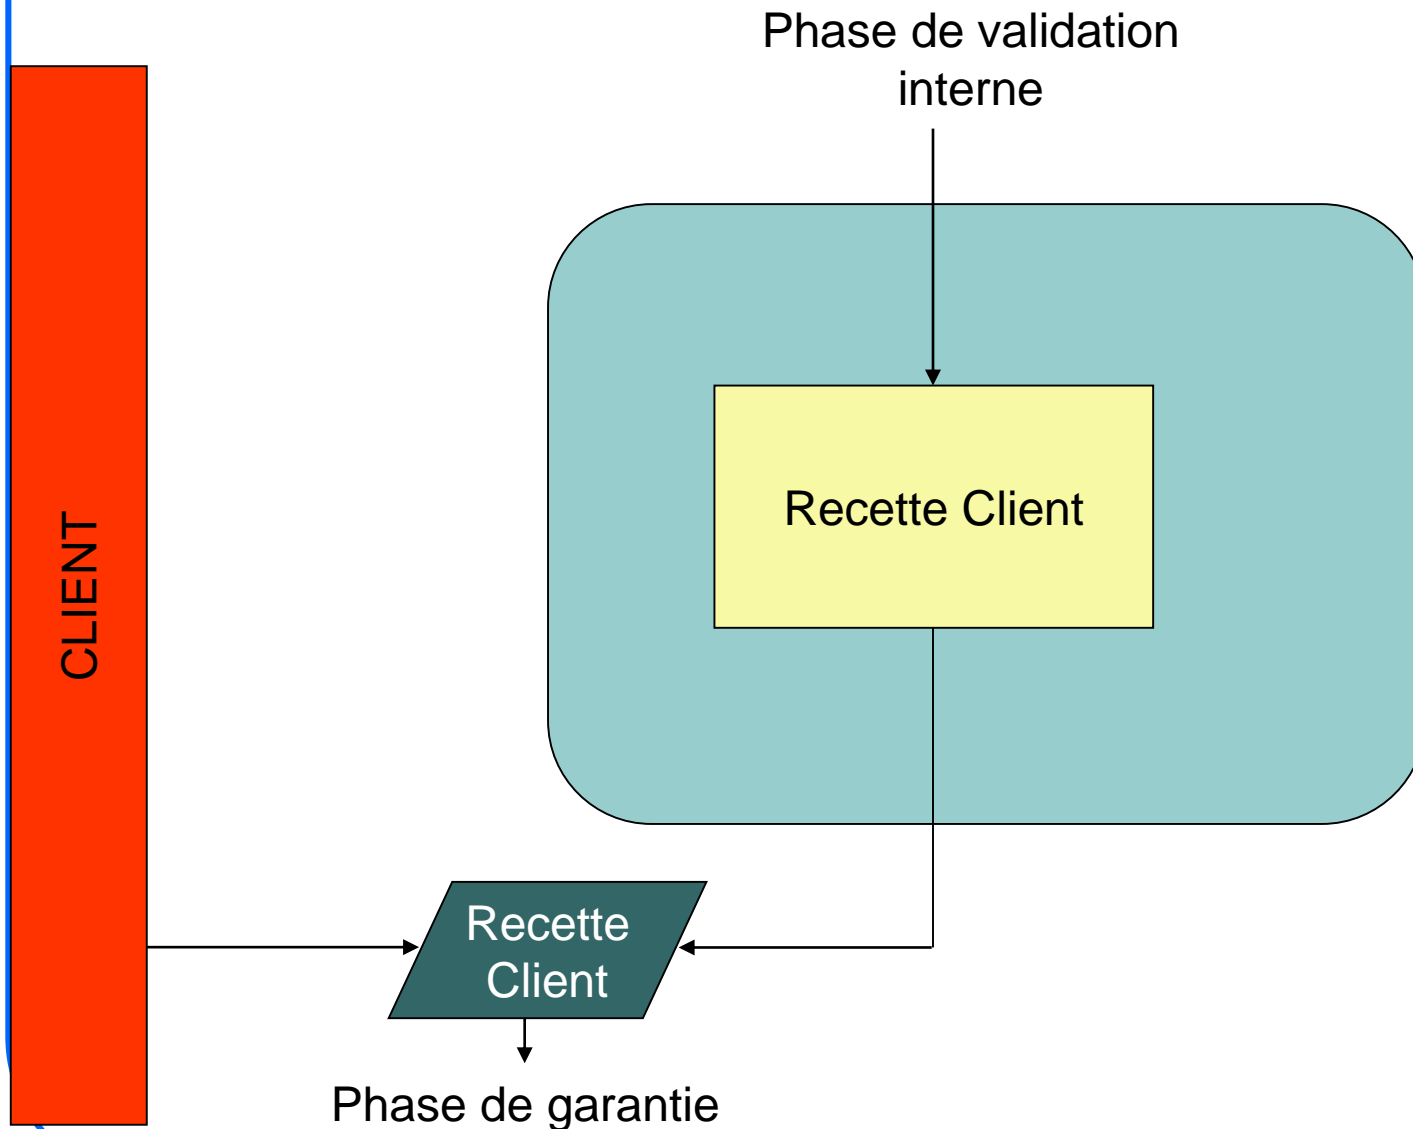 Phase de validation
interne
Recette Client
CLIENT
Recette
Client
Phase de garantie